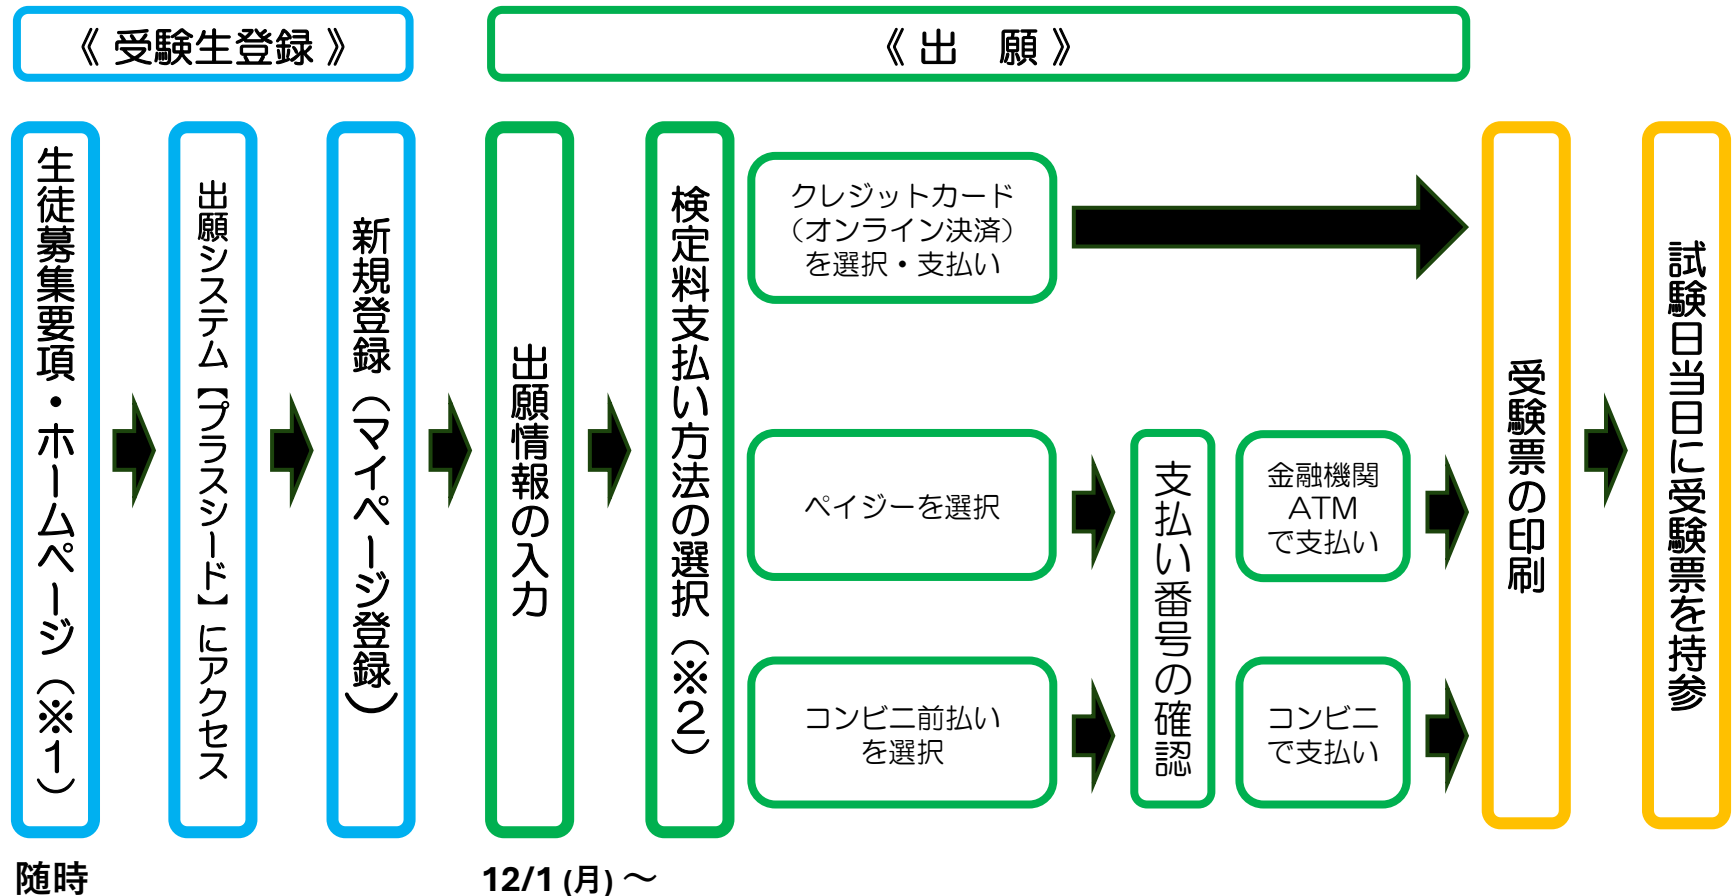 《 受験生登録 》
《 出　願 》
生徒募集要項・ホームページ（※１）
出願システム【プラスシード】にアクセス
新規登録（マイページ登録）
出願情報の入力
検定料支払い方法の選択（※２）
クレジットカード
（オンライン決済）
を選択・支払い
ペイジーを選択
コンビニ前払い
を選択
支払い番号の確認
金融機関
ATM
で支払い
コンビニ
で支払い
受験票の印刷
試験日当日に受験票を持参
随時
12/1 (月) ～